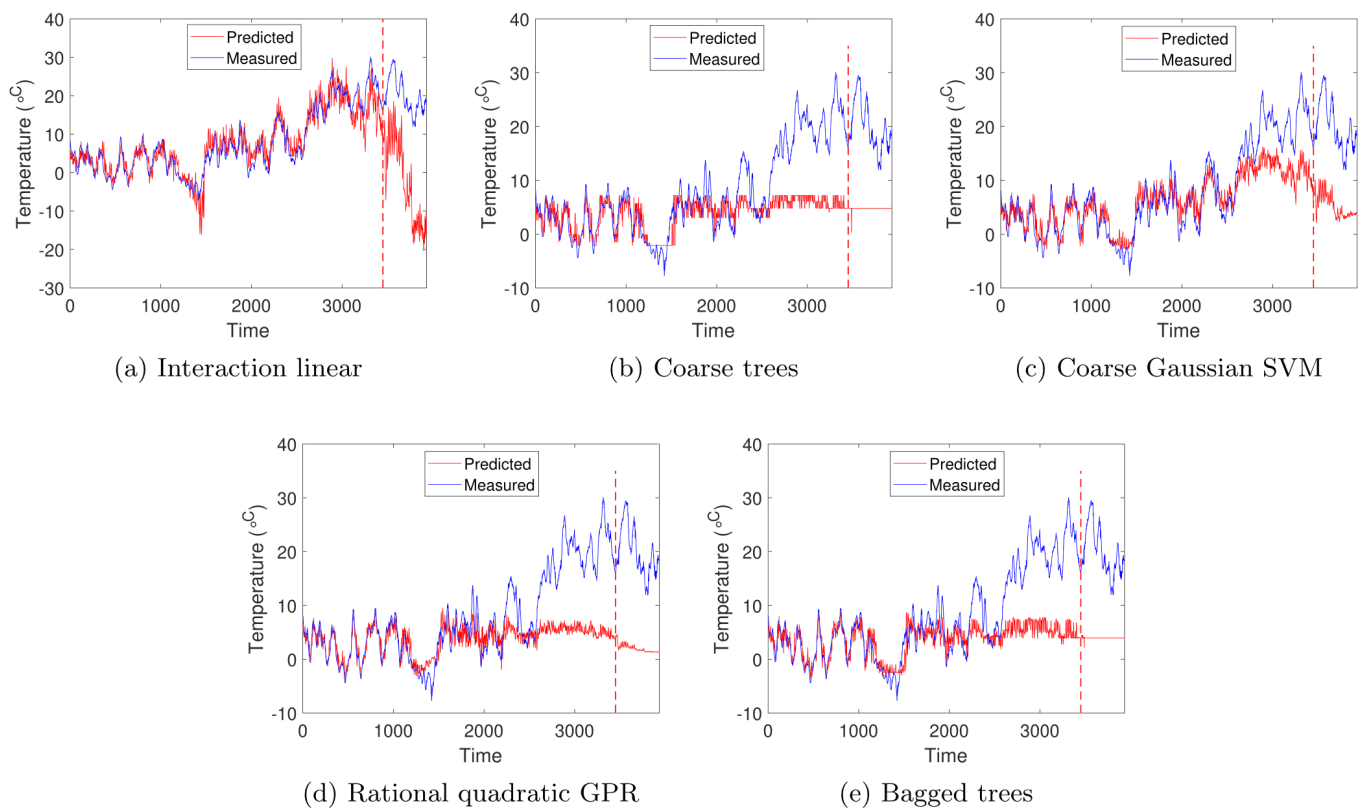 40
30
20
10
0
-10
-20
-30
Temperature (°C)
Predicted
Measured
0 1000 2000 3000
Time
(a) Interaction linear
40
30
20
10
0
-10
Temperature (°C)
Predicted
Measured
0 1000 2000 3000
Time
(b) Coarse trees
40
30
20
10
0
-10
Temperature (°C)
Predicted
Measured
0 1000 2000 3000
Time
(c) Coarse Gaussian SVM
40
30
20
10
0
-10
Temperature (°C)
Predicted
Measured
0 1000 2000 3000
Time
(d) Rational quadratic GPR
40
30
20
10
0
-10
Temperature (°C)
Predicted
Measured
0 1000 2000 3000
Time
(e) Bagged trees